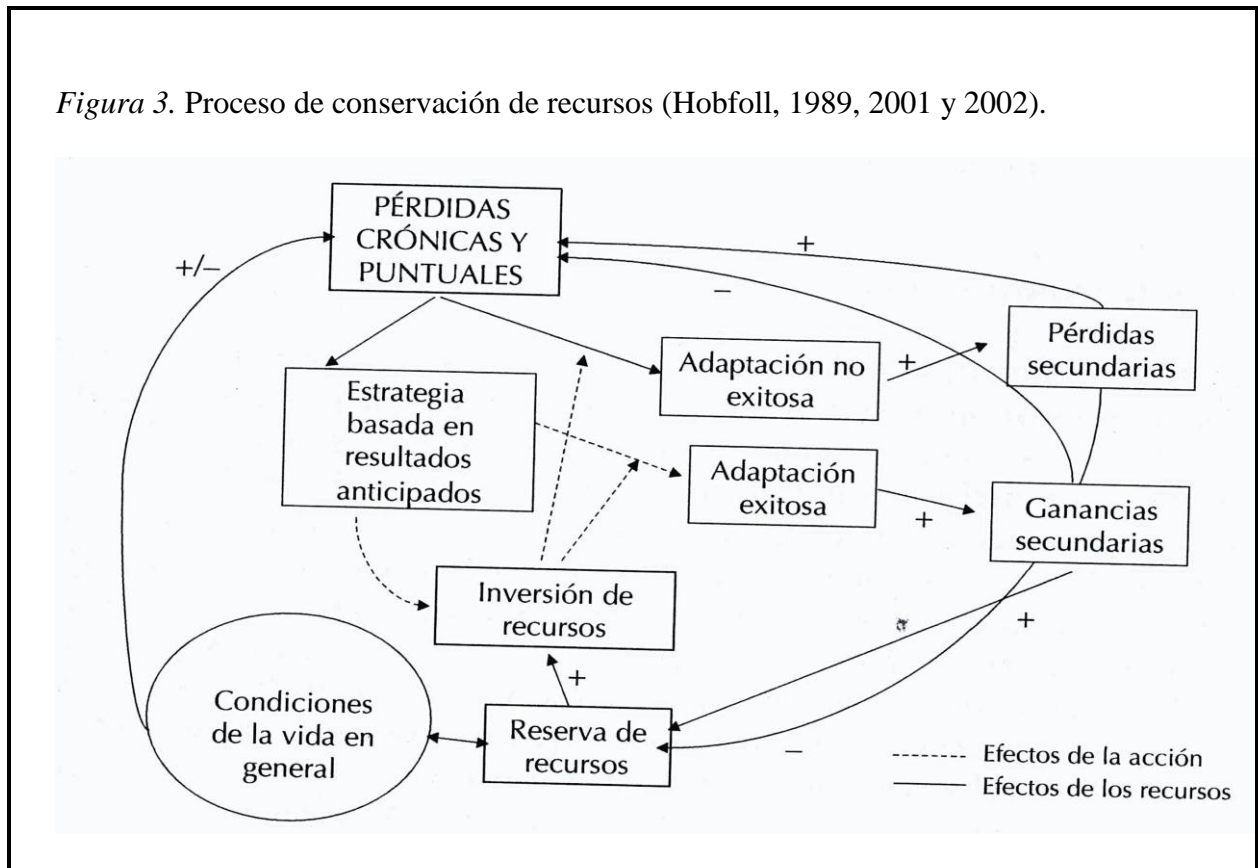 Figura 3. Proceso de conservación de recursos (Hobfoll, 1989, 2001 y 2002).
PÉRDIDAS
CRÓNICAS Y
PUNTUALES
+/–
+
–
Pérdidas
secundarias
Adaptación no
exitosa
+
Estrategia
basada en
resultados
anticipados
Adaptación
exitosa
+
Ganancias
secundarias
Inversión de
recursos
+
+
Condiciones
de la vida en
general
Reserva de
recursos
–
Efectos de la acción
Efectos de los recursos